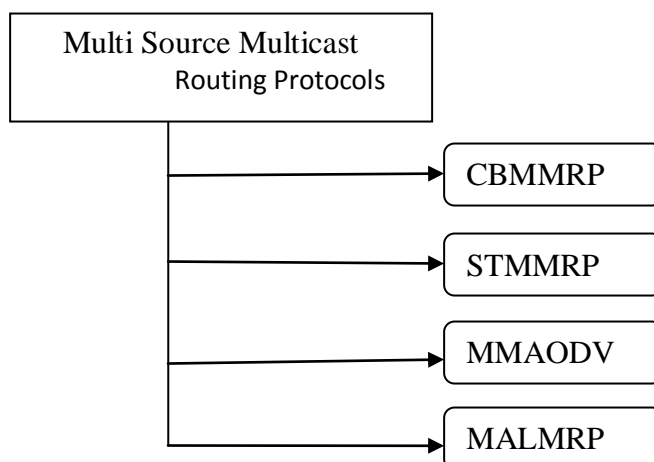 Multi Source Multicast
Routing Protocols
CBMMRP
STMMRP
MMAODV
MALMRP